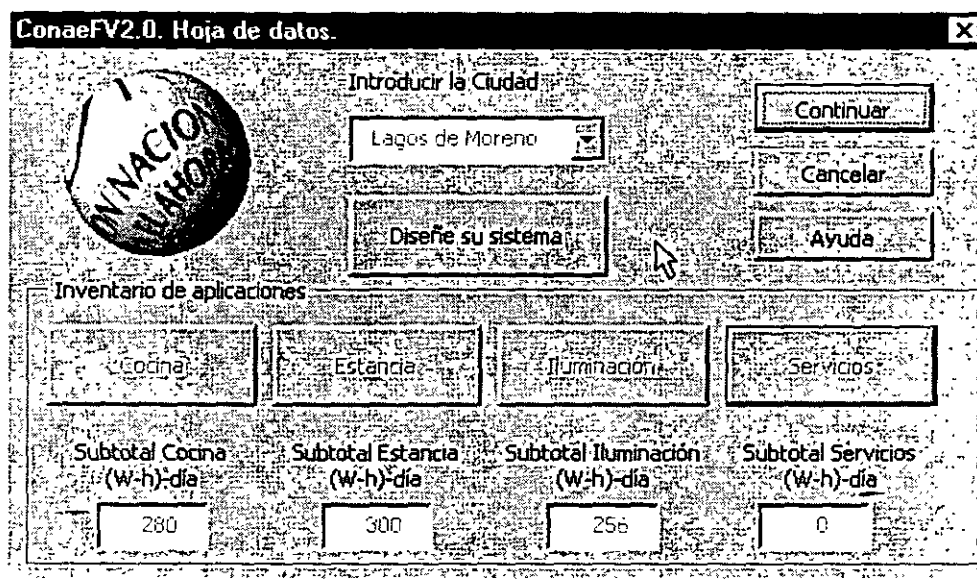 ConaeFV2.0. Hoja de datos.
Introducir la Ciudad
Lagos de Moreno
Continuar
Cancelar
Diseñe su sistema
Ayuda
Inventario de aplicaciones
Cocina
Estancia
Iluminación
Servicios
Subtotal Cocina
(W-h)-día
Subtotal Estancia
(W-h)-día
Subtotal Iluminación
(W-h)-día
Subtotal Servicios
(W-h)-día
280
300
256
0